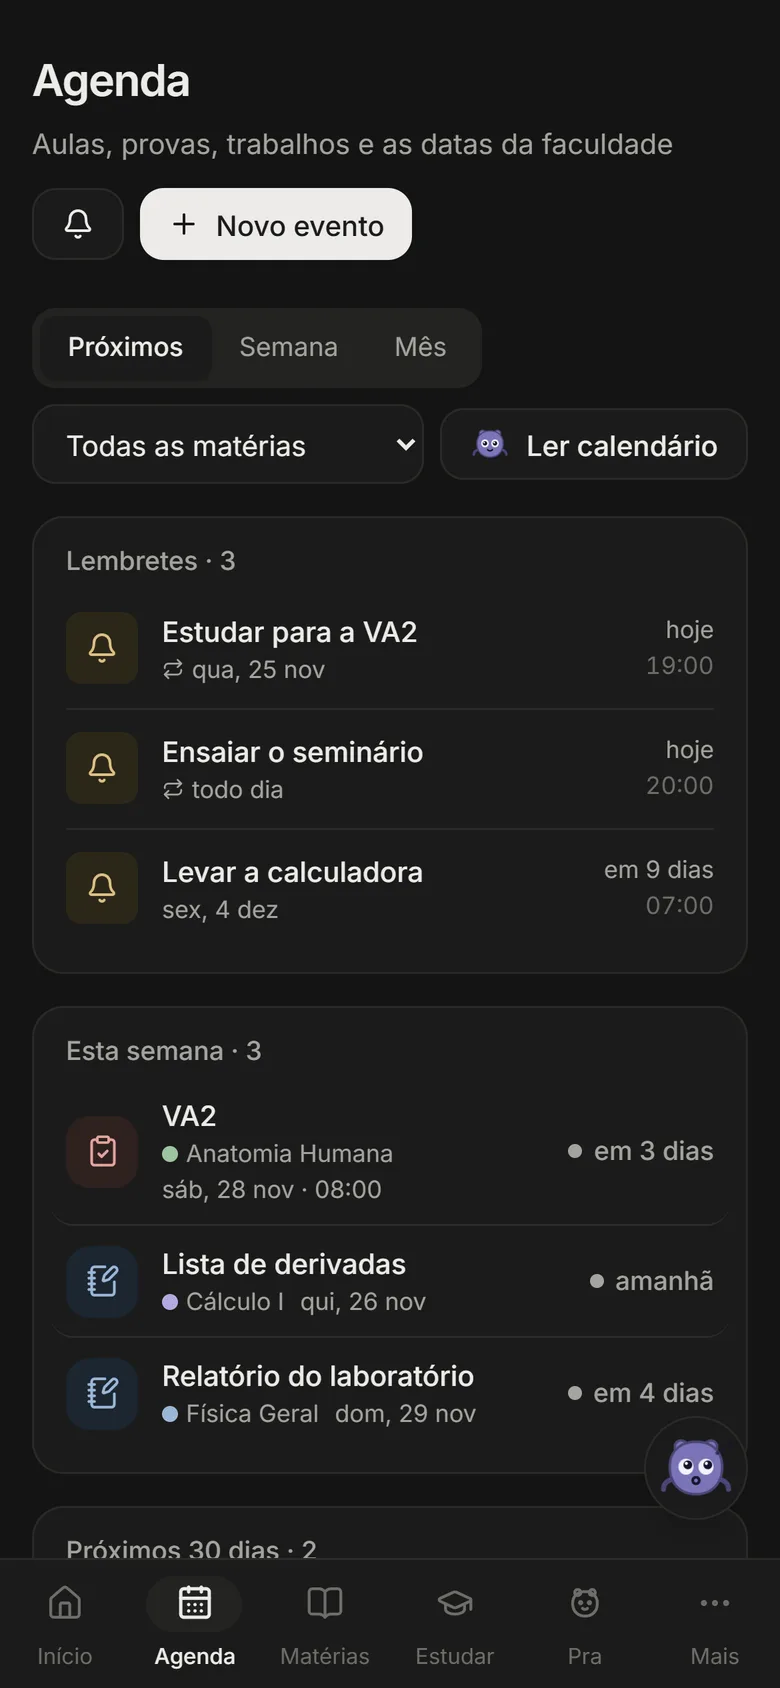 Agenda
Aulas, provas, trabalhos e as datas da faculdade
Novo evento
Próximos Semana Mês
Todas as matérias Ler calendário
Lembretes · 3
Estudar para a VA2 hoje
qua, 25 nov 19:00
Ensaiar o seminário hoje
todo dia 20:00
Levar a calculadora em 9 dias
sex, 4 dez 07:00
Esta semana · 3
VA2
Anatomia Humana em 3 dias
sáb, 28 nov · 08:00
Lista de derivadas amanhã
Cálculo I qui, 26 nov
Relatório do laboratório em 4 dias
Física Geral dom, 29 nov
Próximos 30 dias · 2
Início Agenda Matérias Estudar Pra Mais